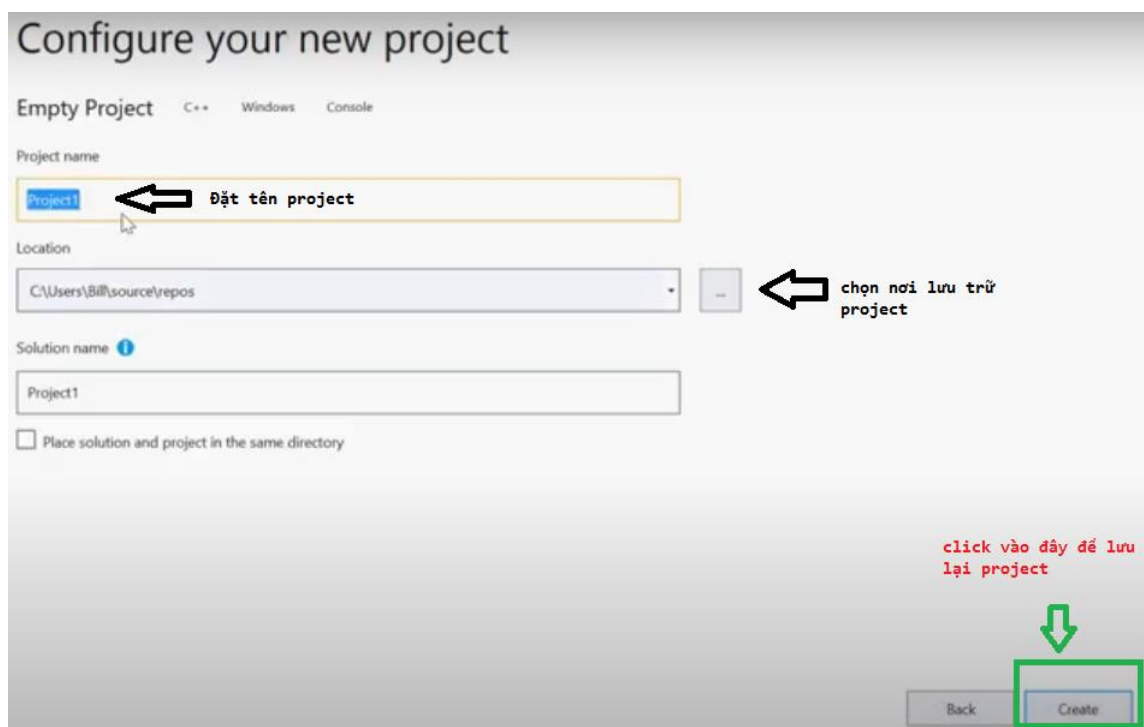 Configure your new project
Empty Project C++ Windows Console
Project name
Project1 Đặt tên project
Location
C:\Users\Bill\source\repos ... chọn nơi lưu trữ
project
Solution name
Project1
Place solution and project in the same directory
click vào đây để lưu
lại project
Back Create